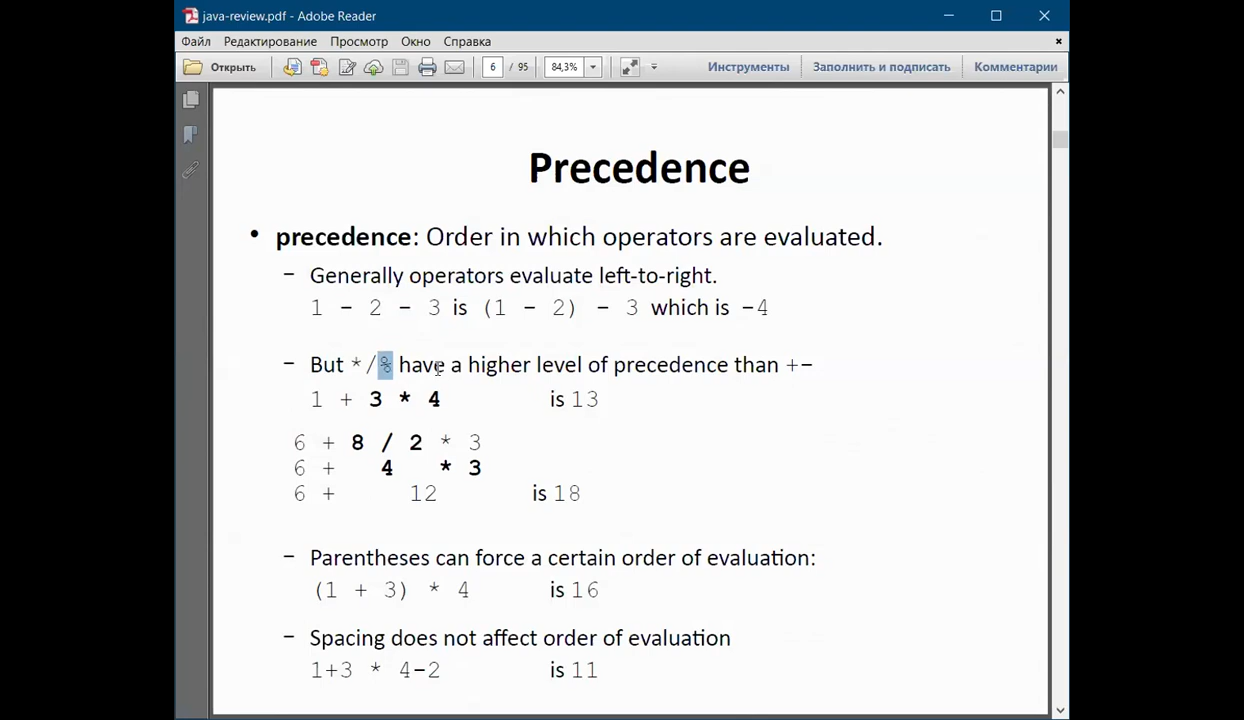 java-review.pdf - Adobe Reader
Файл Редактирование Просмотр Окно Справка
Открыть 6 / 95 84,3% Инструменты Заполнить и подписать Комментарии
Precedence
• precedence: Order in which operators are evaluated.
– Generally operators evaluate left-to-right.
1 - 2 - 3 is (1 - 2) - 3 which is -4
– But * / % have a higher level of precedence than + -
1 + 3 * 4 is 13
6 + 8 / 2 * 3
6 + 4 * 3
6 + 12 is 18
– Parentheses can force a certain order of evaluation:
(1 + 3) * 4 is 16
– Spacing does not affect order of evaluation
1+3 * 4-2 is 11